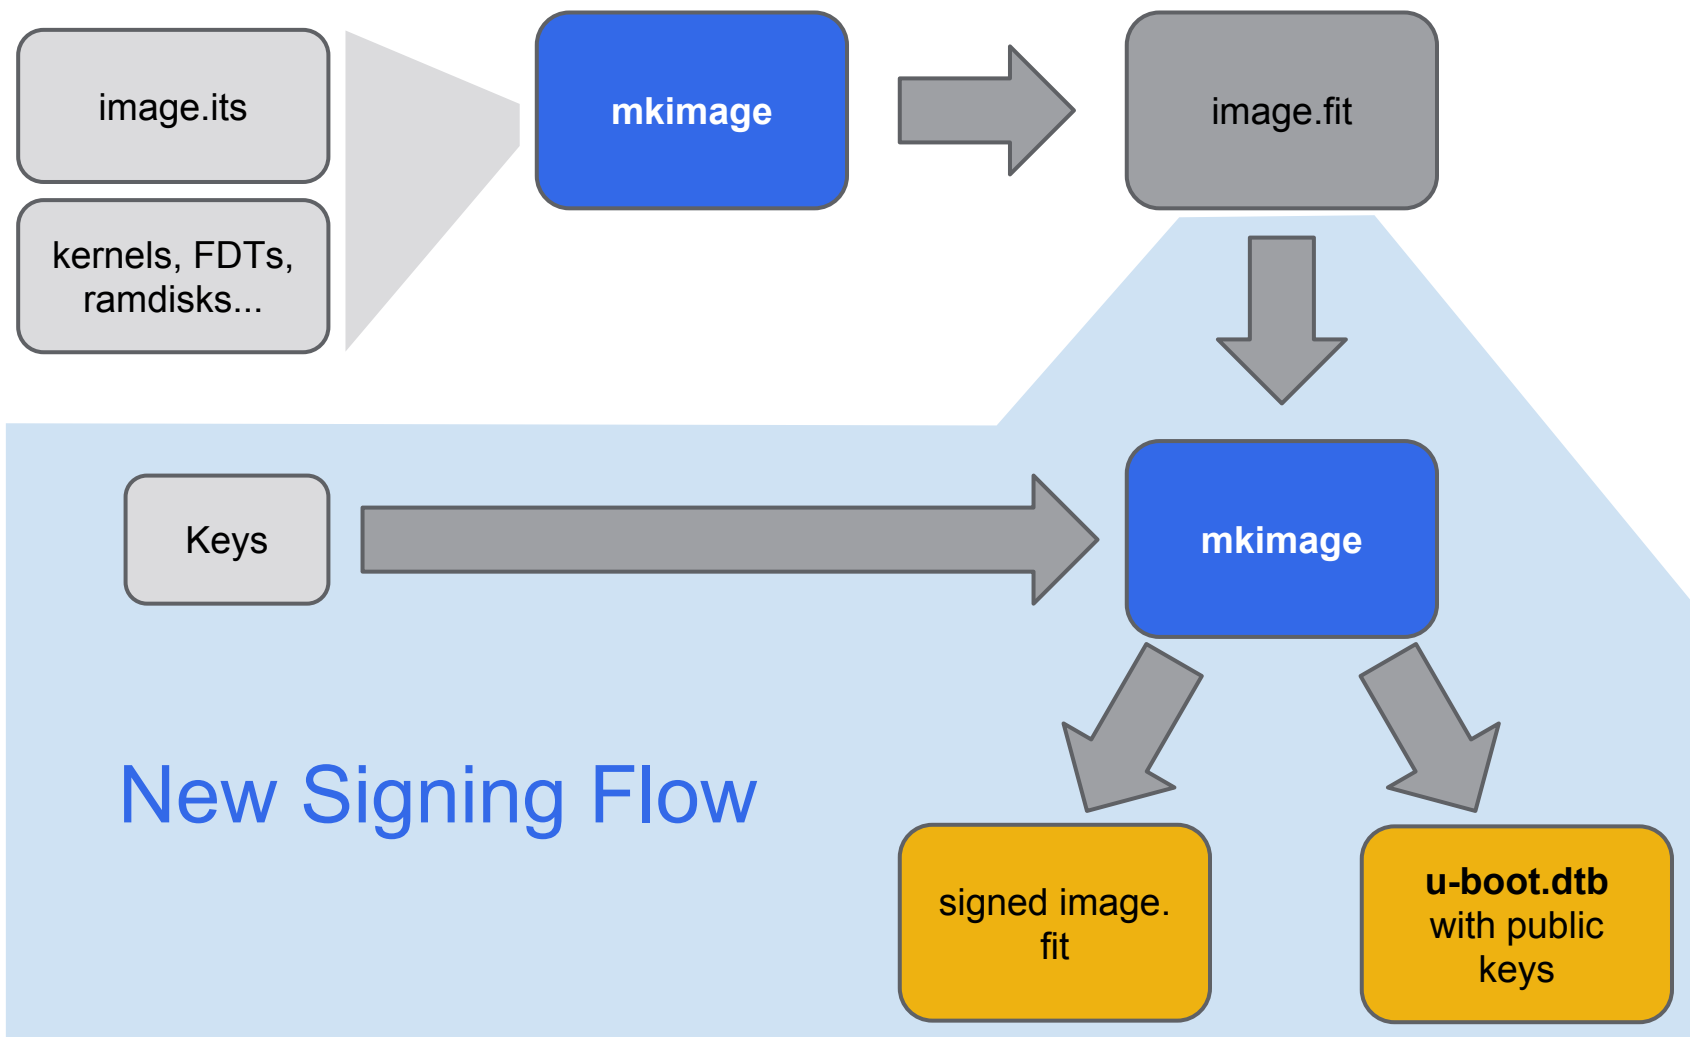 image.its
mkimage
image.fit
kernels, FDTs,
ramdisks...
Keys
mkimage
New Signing Flow
signed image.
fit
u-boot.dtb
with public
keys